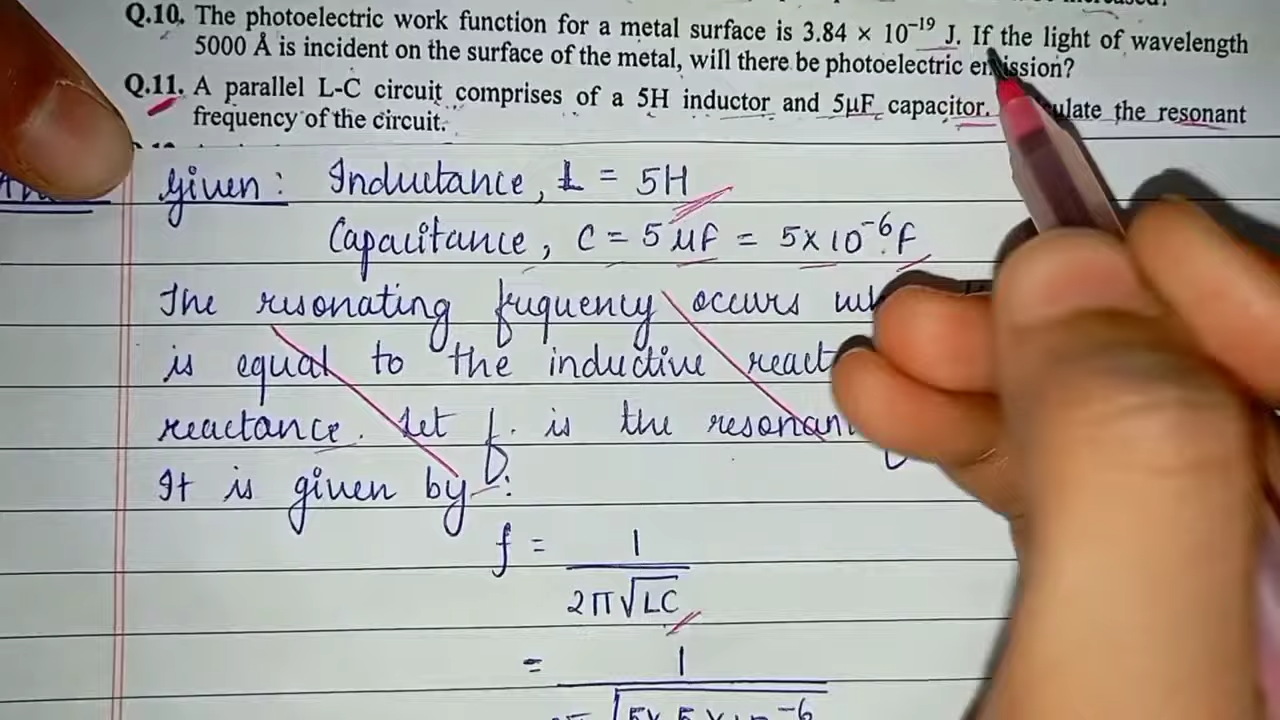 Q.10. The photoelectric work function for a metal surface is 3.84 × 10⁻¹⁹ J. If the light of wavelength
5000 Å is incident on the surface of the metal, will there be photoelectric emission?
Q.11. A parallel L-C circuit comprises of a 5H inductor and 5μF capacitor. the resonant
frequency of the circuit.
Given: Inductance, L = 5H
Capacitance, C = 5 μF = 5×10⁻⁶ F
The resonating frequency occurs
is equal to the inductive
reactance. Let f. is the
It is given by:
f = 1 / 2π√LC
= 1
√5×5×10⁻⁶